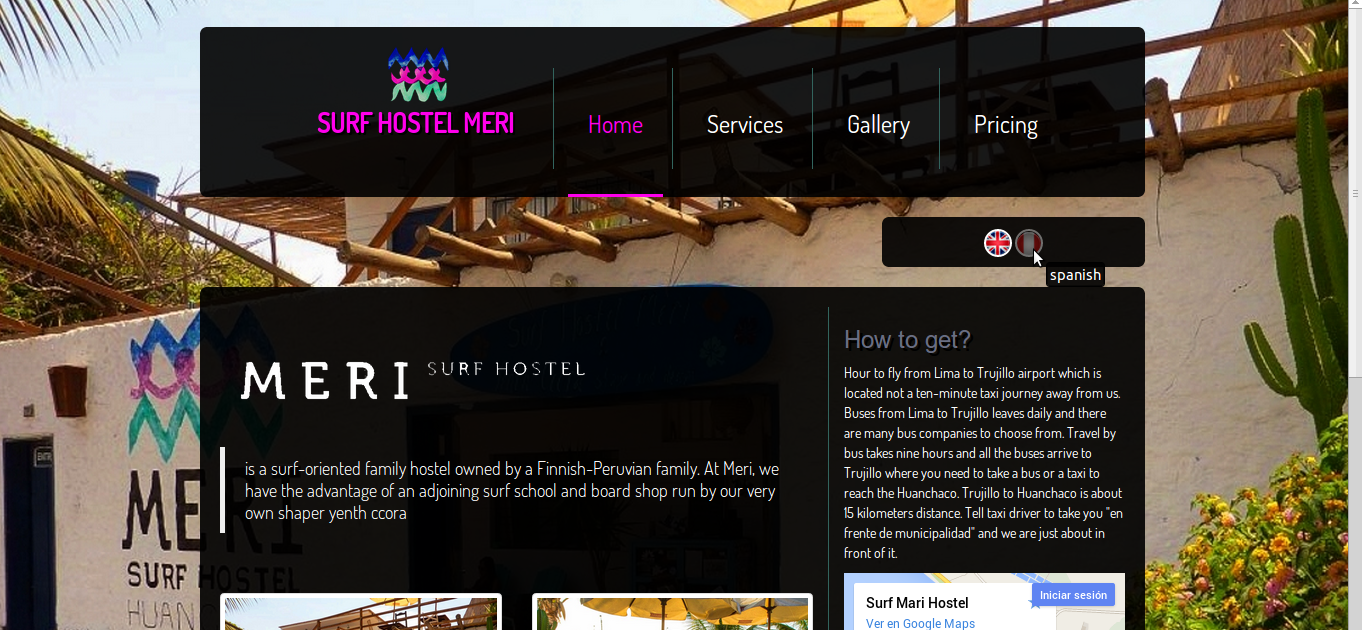 SURF HOSTEL MERI
Home
Services
Gallery
Pricing
spanish
MERI SURF HOSTEL
is a surf-oriented family hostel owned by a Finnish-Peruvian family. At Meri, we
have the advantage of an adjoining surf school and board shop run by our very
own shaper yenth ccora
How to get?
Hour to fly from Lima to Trujillo airport which is
located not a ten-minute taxi journey away from us.
Buses from Lima to Trujillo leaves daily and there
are many bus companies to choose from. Travel by
bus takes nine hours and all the buses arrive to
Trujillo where you need to take a bus or a taxi to
reach the Huanchaco. Trujillo to Huanchaco is about
15 kilometers distance. Tell taxi driver to take you "en
frente de municipalidad" and we are just about in
front of it.
Surf Mari Hostel
Iniciar sesión
Ver en Google Maps
MERI
SURF HOSTEL
HUAN